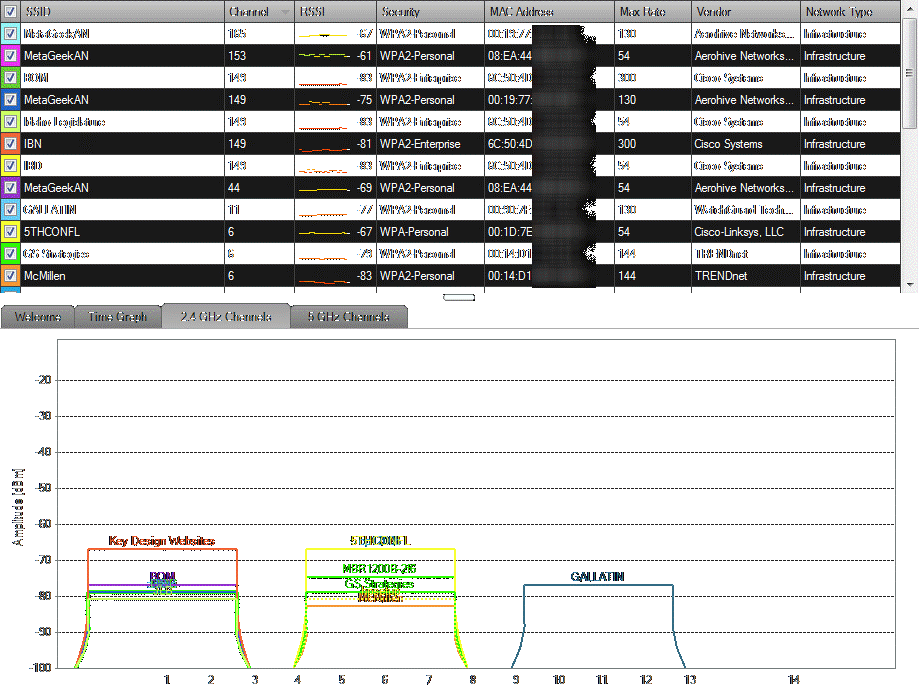 SSID Channel RSSI Security MAC Address Max Rate Vendor Network Type
MetaGeekAN 165 -67 WPA2-Personal 00:19:77: 130 Aerohive Networks... Infrastructure
MetaGeekAN 153 -61 WPA2-Personal 08:EA:44 54 Aerohive Networks... Infrastructure
BOM 149 -83 WPA2-Enterprise 6C:50:4D 300 Cisco Systems Infrastructure
MetaGeekAN 149 -75 WPA2-Personal 00:19:77: 130 Aerohive Networks... Infrastructure
Idaho Legislature 149 -83 WPA2-Enterprise 6C:50:4D 54 Cisco Systems Infrastructure
IBN 149 -81 WPA2-Enterprise 6C:50:4D 300 Cisco Systems Infrastructure
149 -83 WPA2-Enterprise 6C:50:4D 54 Cisco Systems Infrastructure
MetaGeekAN 44 -69 WPA2-Personal 08:EA:44 54 Aerohive Networks... Infrastructure
GALLATIN 11 -77 WPA2-Personal 00:90:7F: 130 WatchGuard Tech... Infrastructure
5THCONFL 6 -67 WPA-Personal 00:1D:7E: 54 Cisco-Linksys, LLC Infrastructure
GS Strategies 6 -79 WPA2-Personal 00:14:D1 144 TRENDnet Infrastructure
McMillen 6 -83 WPA2-Personal 00:14:D1 144 TRENDnet Infrastructure
Welcome Time Graph 2.4 GHz Channels 5 GHz Channels
Amplitude [dBm]
-20
-30
-40
-50
-60
-70
-80
-90
-100
Key Design Websites 5THCONFL
MBR1200B-2f6
BOM GALLATIN
GS Strategies
1 2 3 4 5 6 7 8 9 10 11 12 13 14